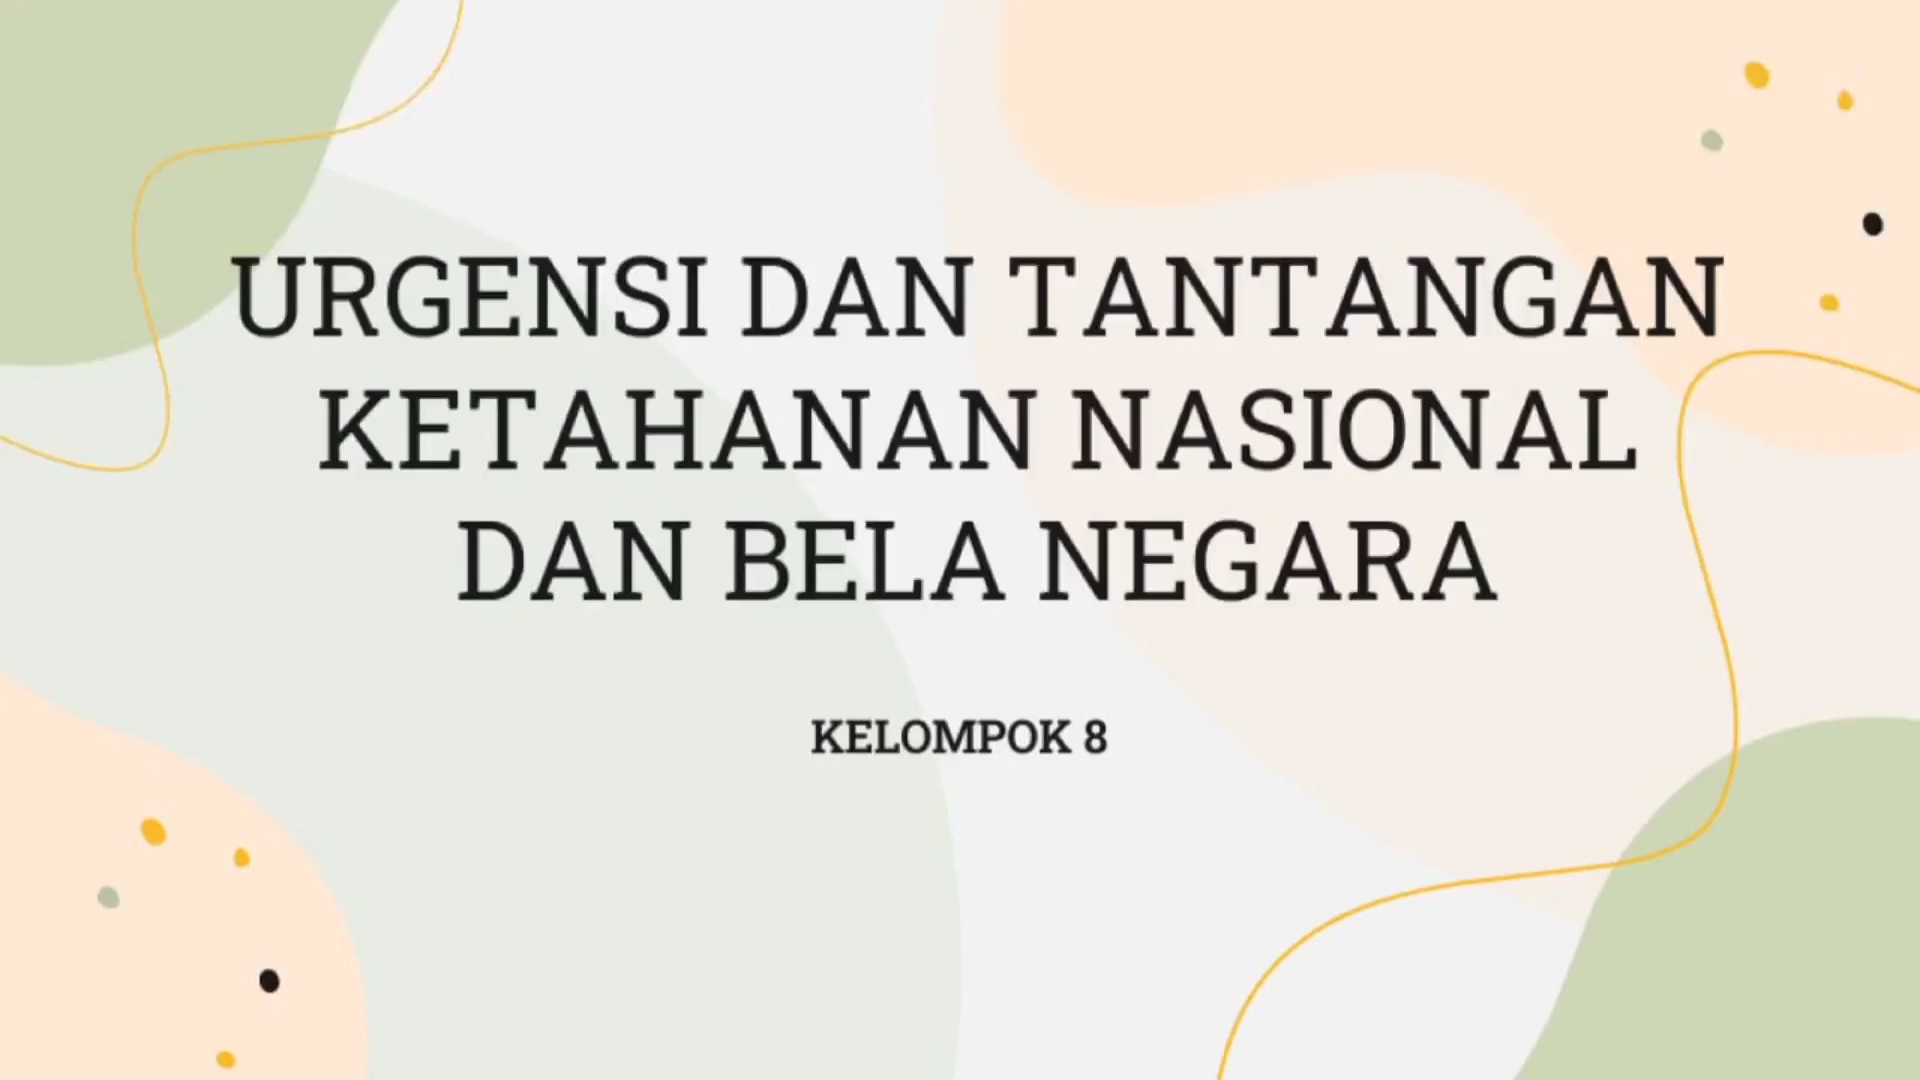 URGENSI DAN TANTANGAN
KETAHANAN NASIONAL
DAN BELA NEGARA
KELOMPOK 8